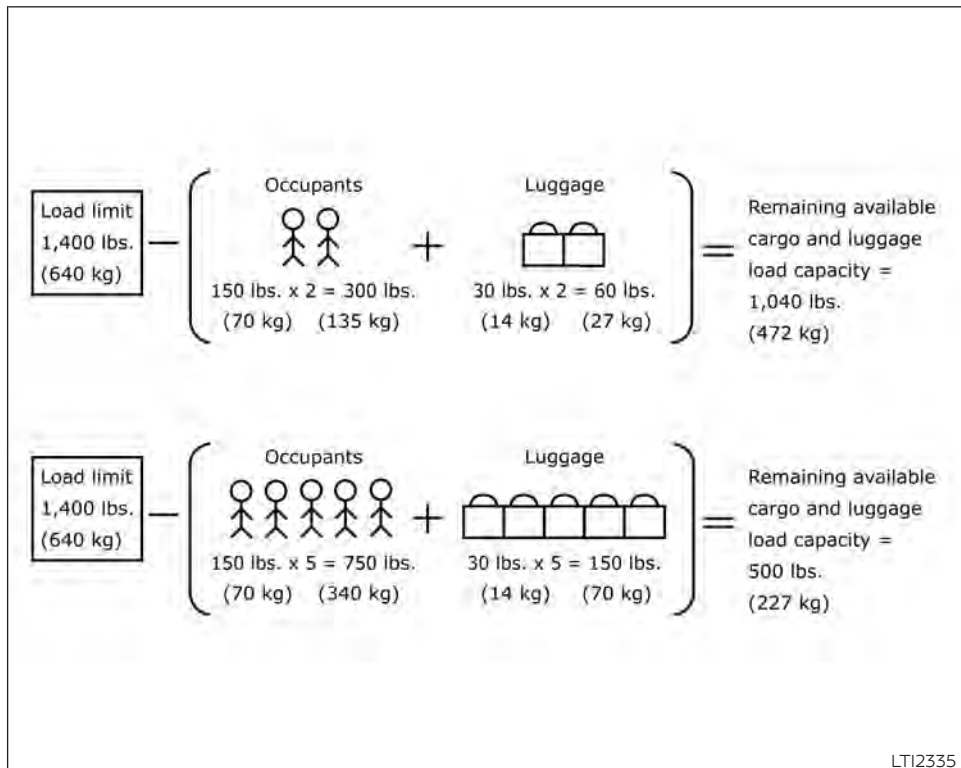 Load limit
1,400 lbs.
(640 kg)
Occupants
150 lbs. x 2 = 300 lbs.
(70 kg) (135 kg)
+
Luggage
30 lbs. x 2 = 60 lbs.
(14 kg) (27 kg)
=
Remaining available
cargo and luggage
load capacity =
1,040 lbs.
(472 kg)
Load limit
1,400 lbs.
(640 kg)
Occupants
150 lbs. x 5 = 750 lbs.
(70 kg) (340 kg)
+
Luggage
30 lbs. x 5 = 150 lbs.
(14 kg) (70 kg)
=
Remaining available
cargo and luggage
load capacity =
500 lbs.
(227 kg)
LTI2335